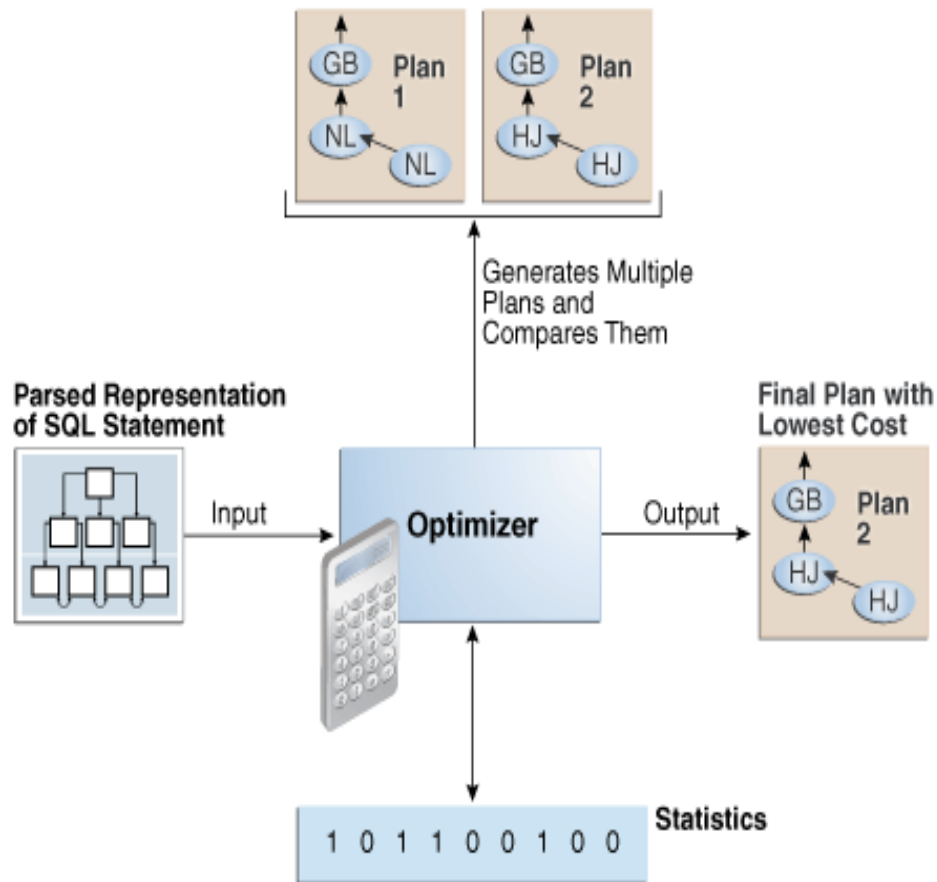 GB
Plan
1
NL
NL
GB
Plan
2
HJ
HJ
Generates Multiple
Plans and
Compares Them
Parsed Representation
of SQL Statement
Input
Optimizer
Output
Final Plan with
Lowest Cost
GB
Plan
2
HJ
HJ
Statistics
1 0 1 1 0 0 1 0 0